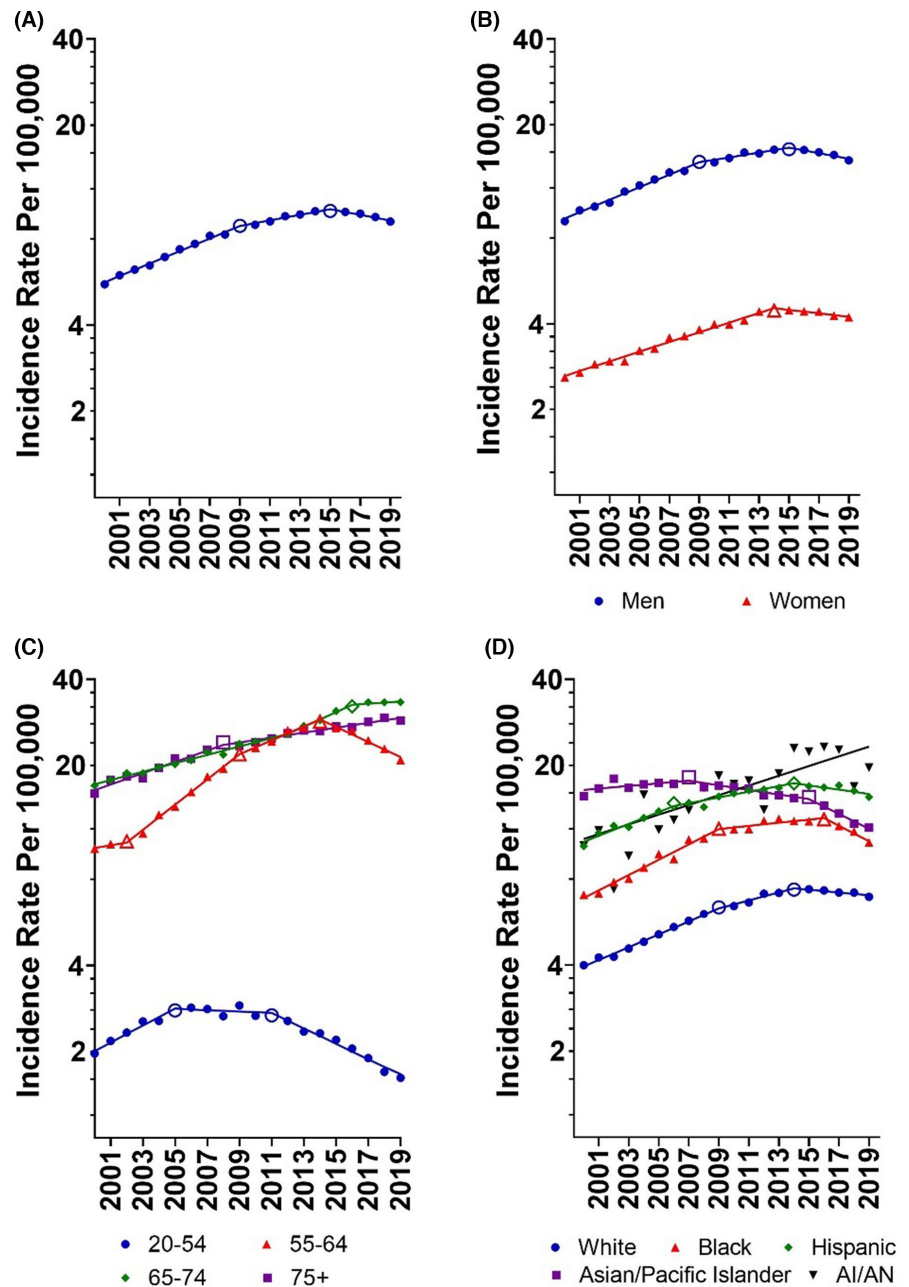 (A)
Incidence Rate Per 100,000
40
20
4
2
2001 2003 2005 2007 2009 2011 2013 2015 2017 2019
(B)
Incidence Rate Per 100,000
40
20
4
2
2001 2003 2005 2007 2009 2011 2013 2015 2017 2019
Men Women
(C)
Incidence Rate Per 100,000
40
20
4
2
2001 2003 2005 2007 2009 2011 2013 2015 2017 2019
20-54 55-64
65-74 75+
(D)
Incidence Rate Per 100,000
40
20
4
2
2001 2003 2005 2007 2009 2011 2013 2015 2017 2019
White Black Hispanic
Asian/Pacific Islander AI/AN